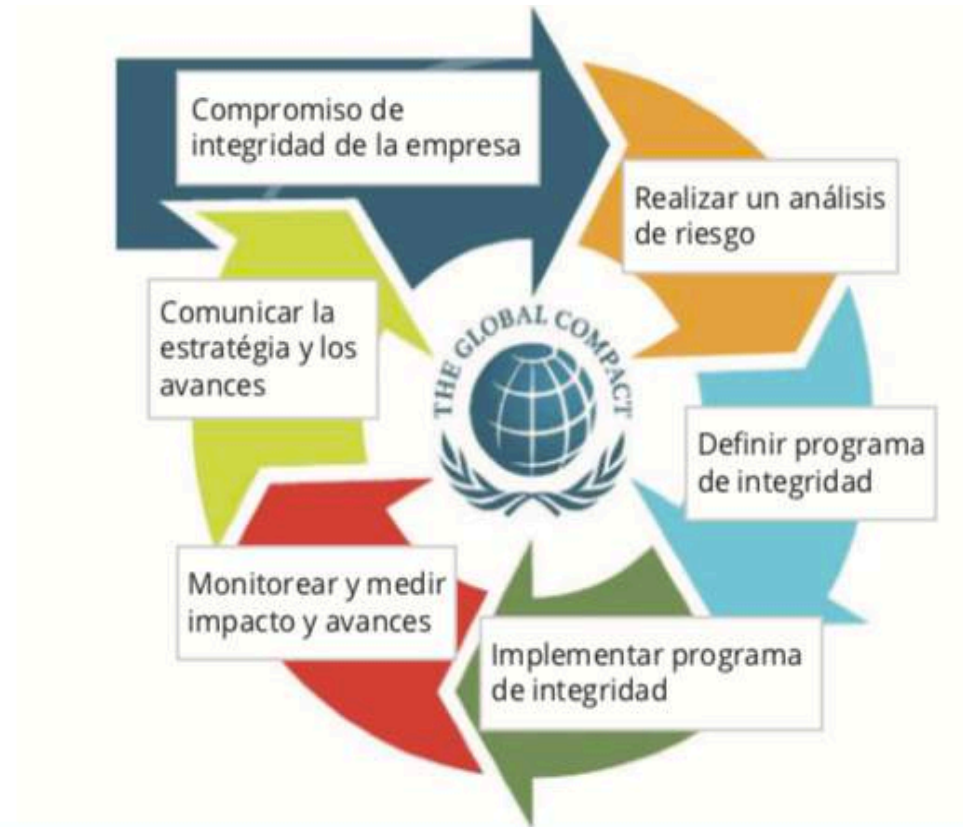 Compromiso de
integridad de la empresa
Realizar un análisis
de riesgo
Definir programa
de integridad
Implementar programa
de integridad
Monitorear y medir
impacto y avances
Comunicar la
estratégia y los
avances
THE GLOBAL COMPACT